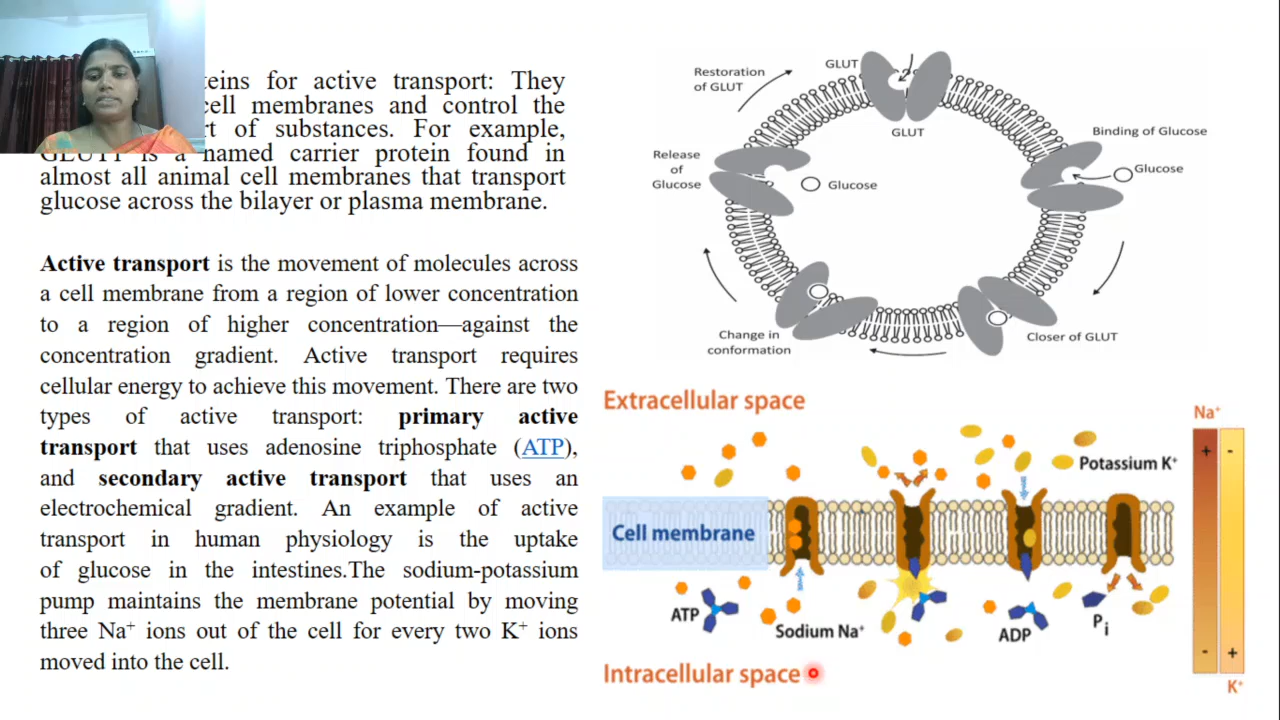 teins for active transport: They
cell membranes and control the
rt of substances. For example,
GLUT1 is a named carrier protein found in
almost all animal cell membranes that transport
glucose across the bilayer or plasma membrane.
Active transport is the movement of molecules across
a cell membrane from a region of lower concentration
to a region of higher concentration—against the
concentration gradient. Active transport requires
cellular energy to achieve this movement. There are two
types of active transport: primary active
transport that uses adenosine triphosphate (ATP),
and secondary active transport that uses an
electrochemical gradient. An example of active
transport in human physiology is the uptake
of glucose in the intestines.The sodium-potassium
pump maintains the membrane potential by moving
three Na⁺ ions out of the cell for every two K⁺ ions
moved into the cell.
GLUT
Restoration
of GLUT
GLUT
Binding of Glucose
Glucose
Release
of
Glucose
Glucose
Change in
conformation
Closer of GLUT
Extracellular space
Na⁺
+ -
Potassium K⁺
Cell membrane
ATP
Sodium Na⁺
ADP
Pi
Intracellular space
- +
K⁺